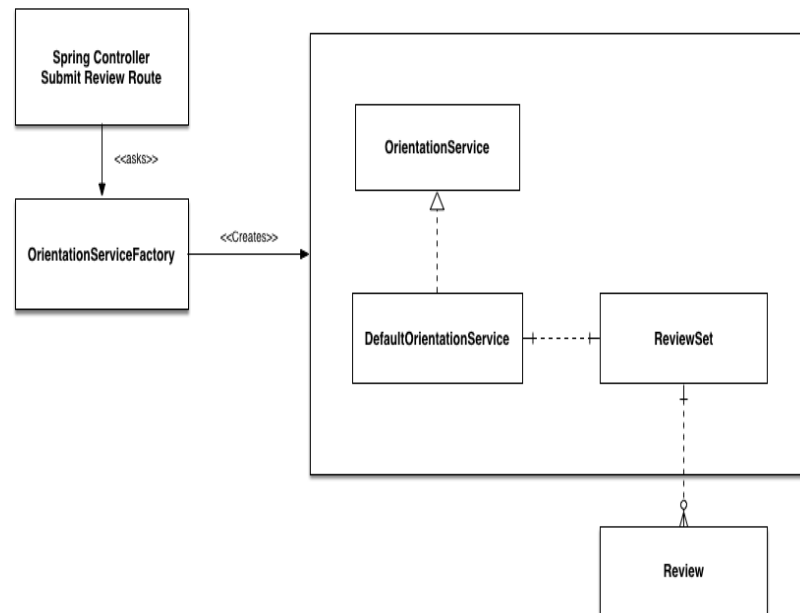 Spring Controller
Submit Review Route
<<asks>>
OrientationServiceFactory
<<Creates>>
OrientationService
DefaultOrientationService
ReviewSet
Review